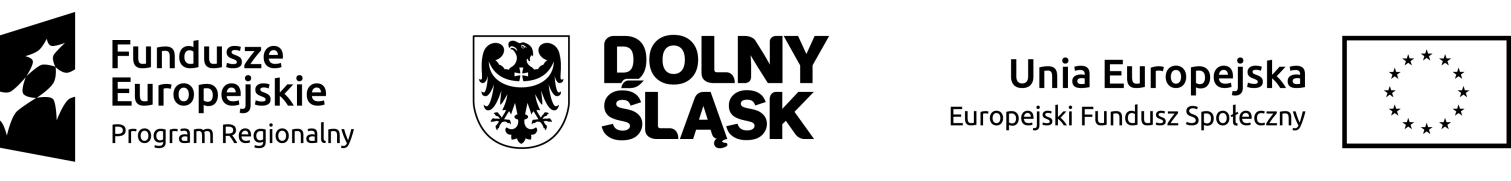 Fundusze
Europejskie
Program Regionalny
DOLNY
ŚLĄSK
Unia Europejska
Europejski Fundusz Społeczny